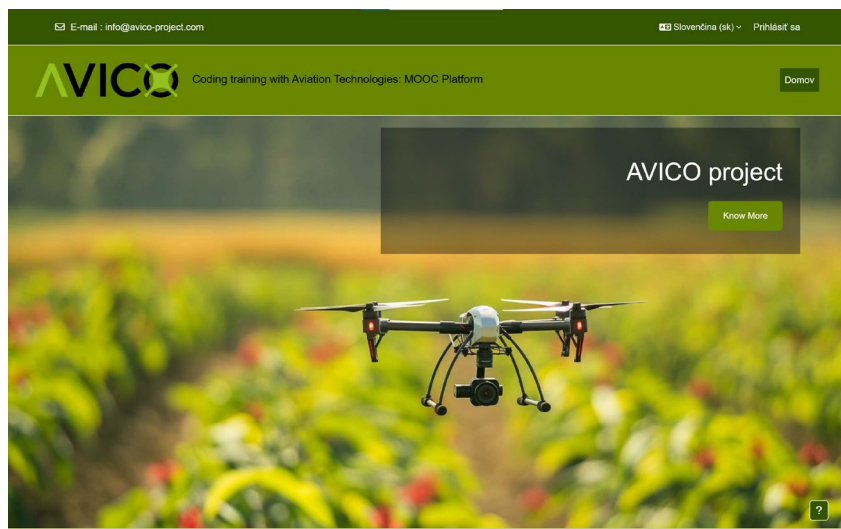 E-mail : info@avico-project.com
Slovenčina (sk)
Prihlásiť sa
AVICO
Coding training with Aviation Technologies: MOOC Platform
Domov
AVICO project
Know More
?